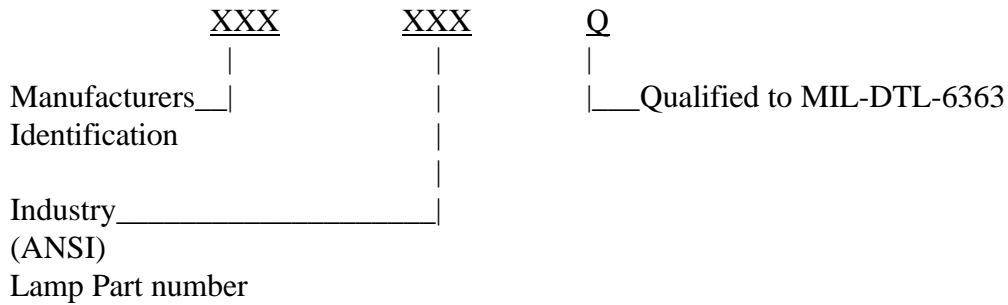 XXX XXX Q
Manufacturers Qualified to MIL-DTL-6363
Identification
Industry
(ANSI)
Lamp Part number